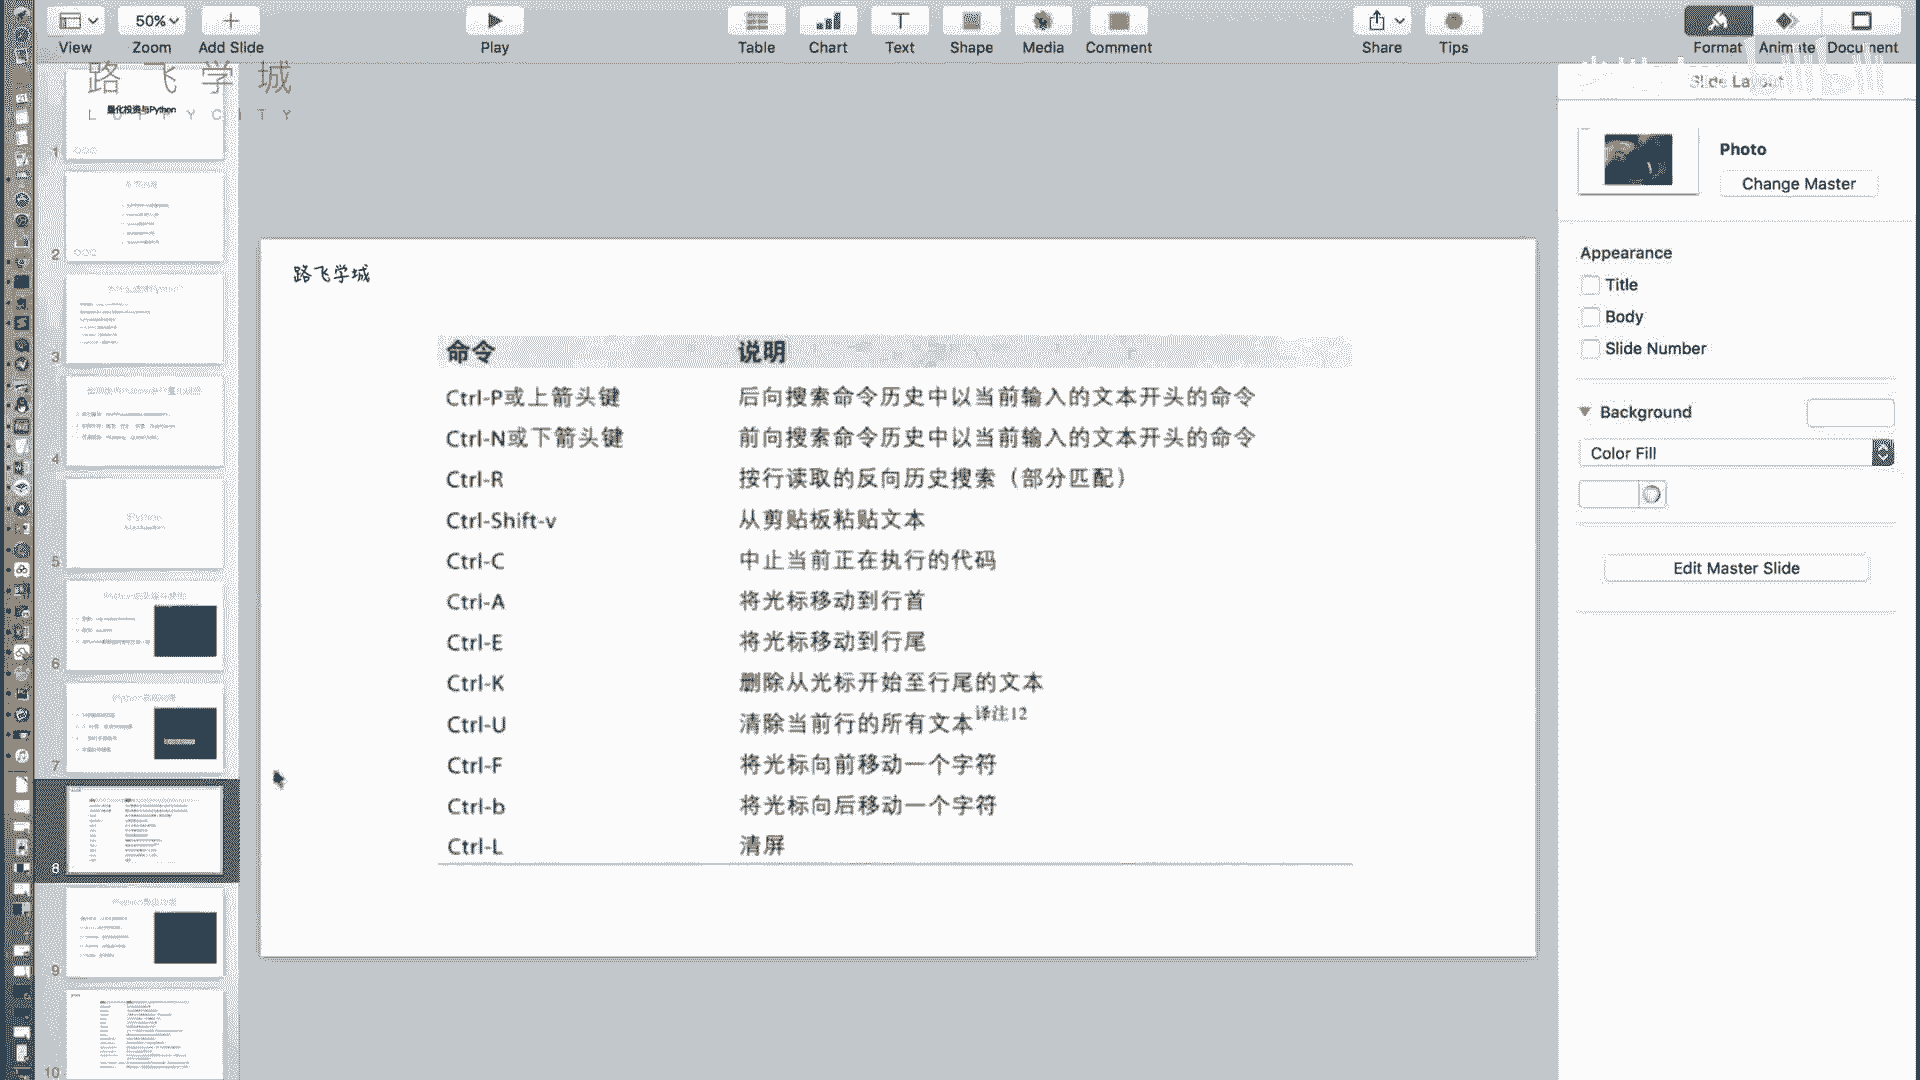 View
50%
Zoom
Add Slide
Play
Table
Chart
Text
Shape
Media
Comment
Share
Tips
Format
Animate
Document
路飞学城
LUFFYCITY
量化投资与Python
1
2
3
4
5
6
7
8
9
10
路飞学城
命令 说明
Ctrl-P或上箭头键 后向搜索命令历史中以当前输入的文本开头的命令
Ctrl-N或下箭头键 前向搜索命令历史中以当前输入的文本开头的命令
Ctrl-R 按行读取的反向历史搜索（部分匹配）
Ctrl-Shift-v 从剪贴板粘贴文本
Ctrl-C 中止当前正在执行的代码
Ctrl-A 将光标移动到行首
Ctrl-E 将光标移动到行尾
Ctrl-K 删除从光标开始至行尾的文本
Ctrl-U 清除当前行的所有文本译注12
Ctrl-F 将光标向前移动一个字符
Ctrl-b 将光标向后移动一个字符
Ctrl-L 清屏
Slide Layout
Photo
Change Master
Appearance
Title
Body
Slide Number
Background
Color Fill
Edit Master Slide